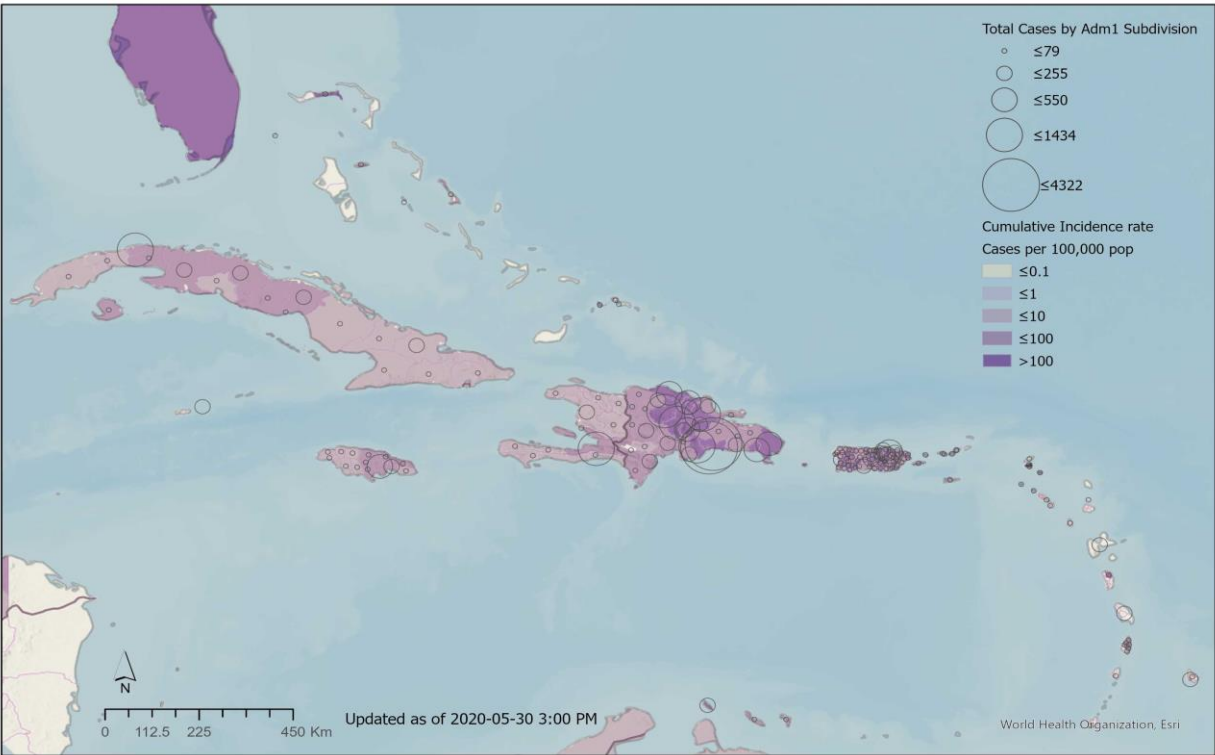 Total Cases by Adm1 Subdivision
≤79
≤255
≤550
≤1434
≤4322
Cumulative Incidence rate
Cases per 100,000 pop
≤0.1
≤1
≤10
≤100
>100
N
Updated as of 2020-05-30 3:00 PM
0 112.5 225 450 Km
World Health Organization, Esri